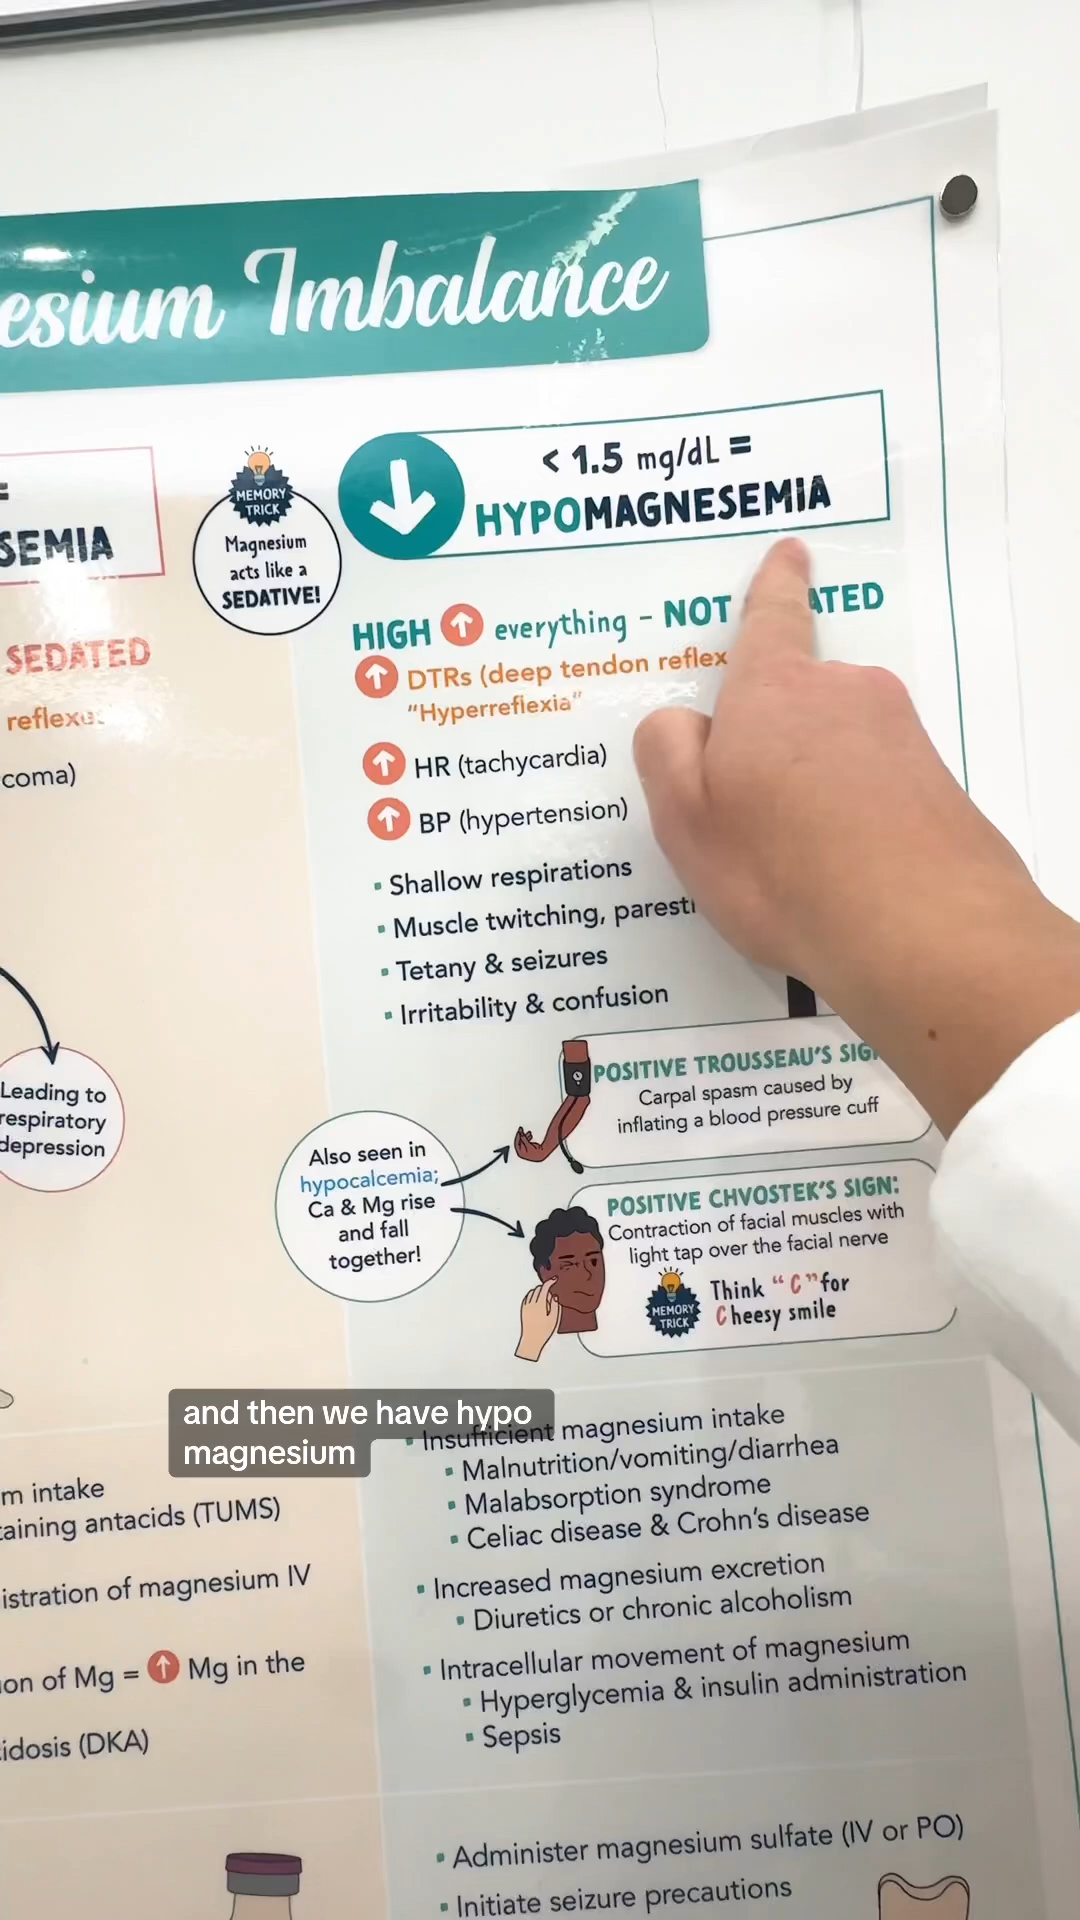 esium Imbalance
=
SEMIA
SEDATED
coma)
Leading to
respiratory
depression
m intake
taining antacids (TUMS)
istration of magnesium IV
ion of Mg = Mg in the
idosis (DKA)
MEMORY
TRICK
Magnesium
acts like a
SEDATIVE!
< 1.5 mg/dL =
HYPOMAGNESEMIA
HIGH everything - NOT ATED
DTRs (deep tendon reflex
"Hyperreflexia"
HR (tachycardia)
BP (hypertension)
▪ Shallow respirations
▪ Muscle twitching, parest
▪ Tetany & seizures
▪ Irritability & confusion
POSITIVE TROUSSEAU'S SIG
Carpal spasm caused by
inflating a blood pressure cuff
Also seen in
hypocalcemia;
Ca & Mg rise
and fall
together!
POSITIVE CHVOSTEK'S SIGN:
Contraction of facial muscles with
light tap over the facial nerve
MEMORY
TRICK
Think "C" for
Cheesy smile
and then we have hypo
magnesium
▪ Insufficient magnesium intake
▪ Malnutrition/vomiting/diarrhea
▪ Malabsorption syndrome
▪ Celiac disease & Crohn's disease
▪ Increased magnesium excretion
▪ Diuretics or chronic alcoholism
▪ Intracellular movement of magnesium
▪ Hyperglycemia & insulin administration
▪ Sepsis
▪ Administer magnesium sulfate (IV or PO)
▪ Initiate seizure precautions